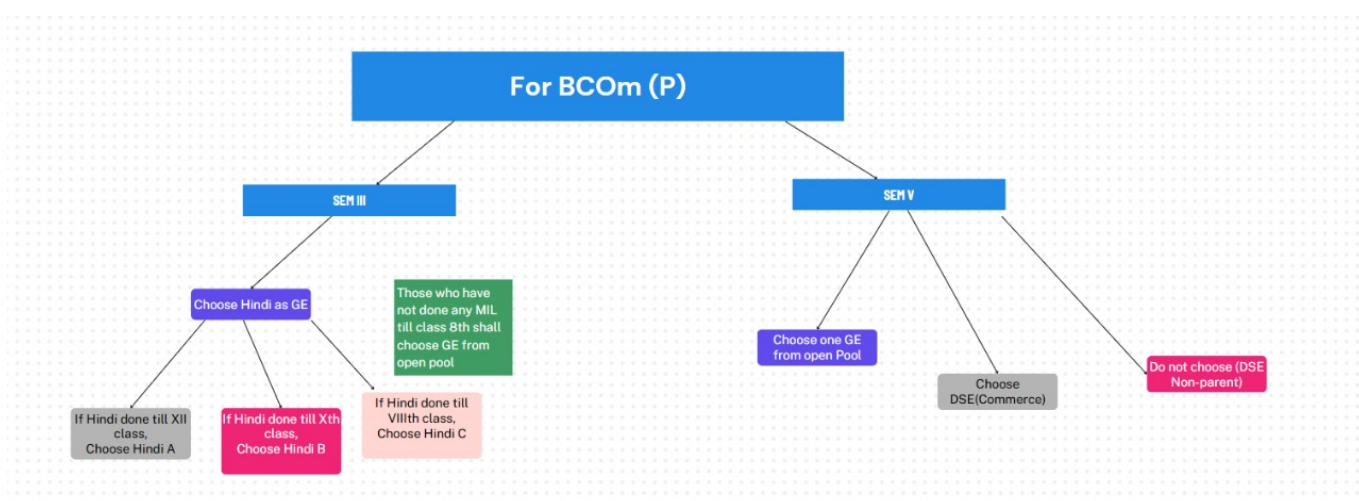 For BCOm (P)
SEM III
SEM V
Choose Hindi as GE
Those who have
not done any MIL
till class 8th shall
choose GE from
open pool
If Hindi done till XII
class,
Choose Hindi A
If Hindi done till Xth
class,
Choose Hindi B
If Hindi done till
VIIIth class,
Choose Hindi C
Choose one GE
from open Pool
Choose
DSE(Commerce)
Do not choose (DSE
Non-parent)